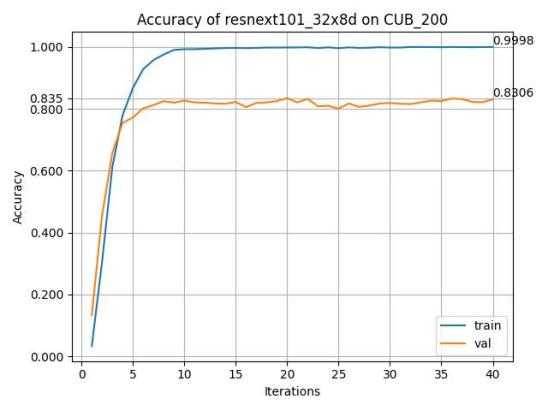 Accuracy of resnext101_32x8d on CUB_200
1.000
0.9998
0.835
0.8306
0.800
0.600
0.400
0.200
0.000
Accuracy
train
val
0 5 10 15 20 25 30 35 40
Iterations